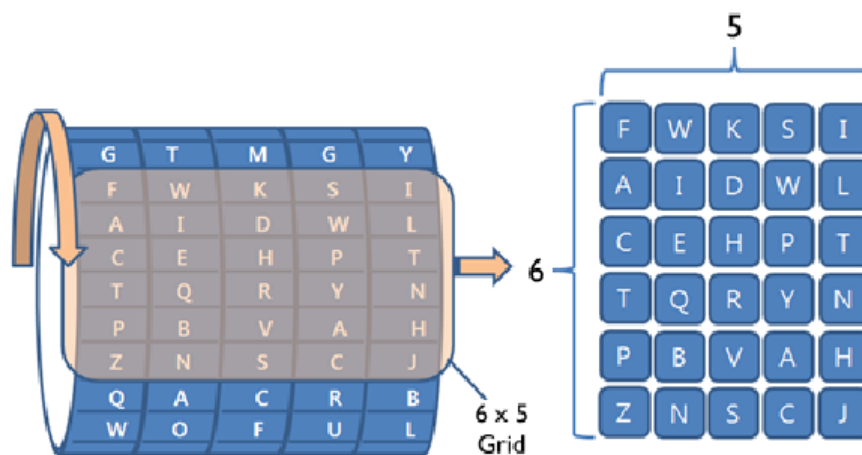 5
G T M G Y
F W K S I
A I D W L
C E H P T
T Q R Y N
P B V A H
Z N S C J
Q A C R B
W O F U L
6 x 5
Grid
6
F W K S I
A I D W L
C E H P T
T Q R Y N
P B V A H
Z N S C J